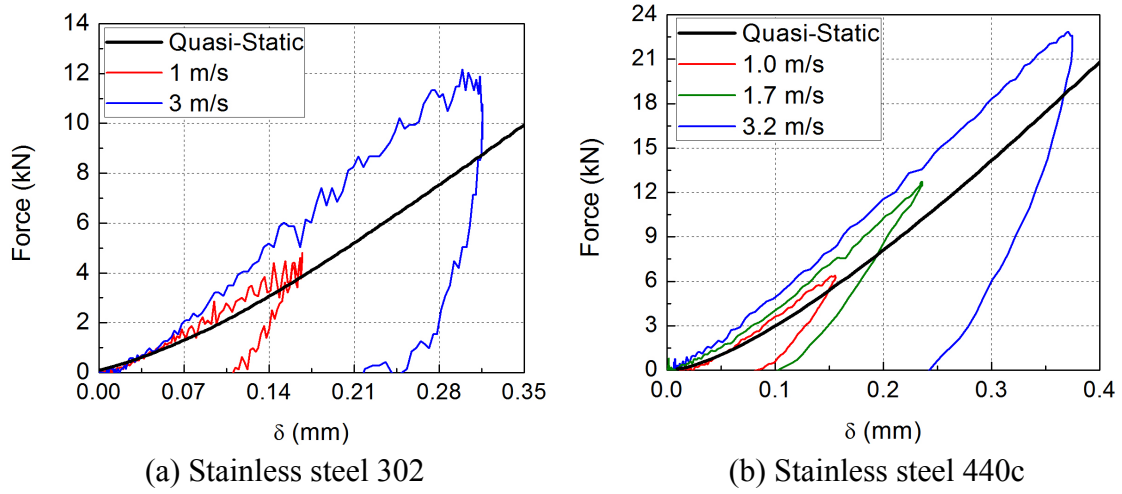 14
12
10
8
6
4
2
0
Force (kN)
Quasi-Static
1 m/s
3 m/s
0.00 0.07 0.14 0.21 0.28 0.35
δ (mm)
(a) Stainless steel 302
24
21
18
15
12
9
6
3
0
Force (kN)
Quasi-Static
1.0 m/s
1.7 m/s
3.2 m/s
0.0 0.1 0.2 0.3 0.4
δ (mm)
(b) Stainless steel 440c